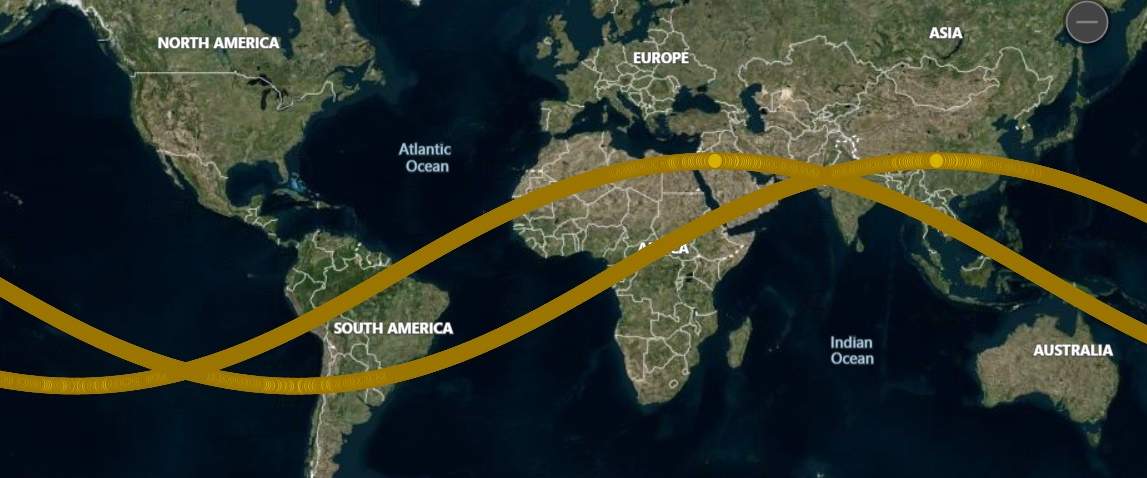 NORTH AMERICA
ASIA
EUROPE
Atlantic
Ocean
SOUTH AMERICA
Indian
Ocean
AUSTRALIA